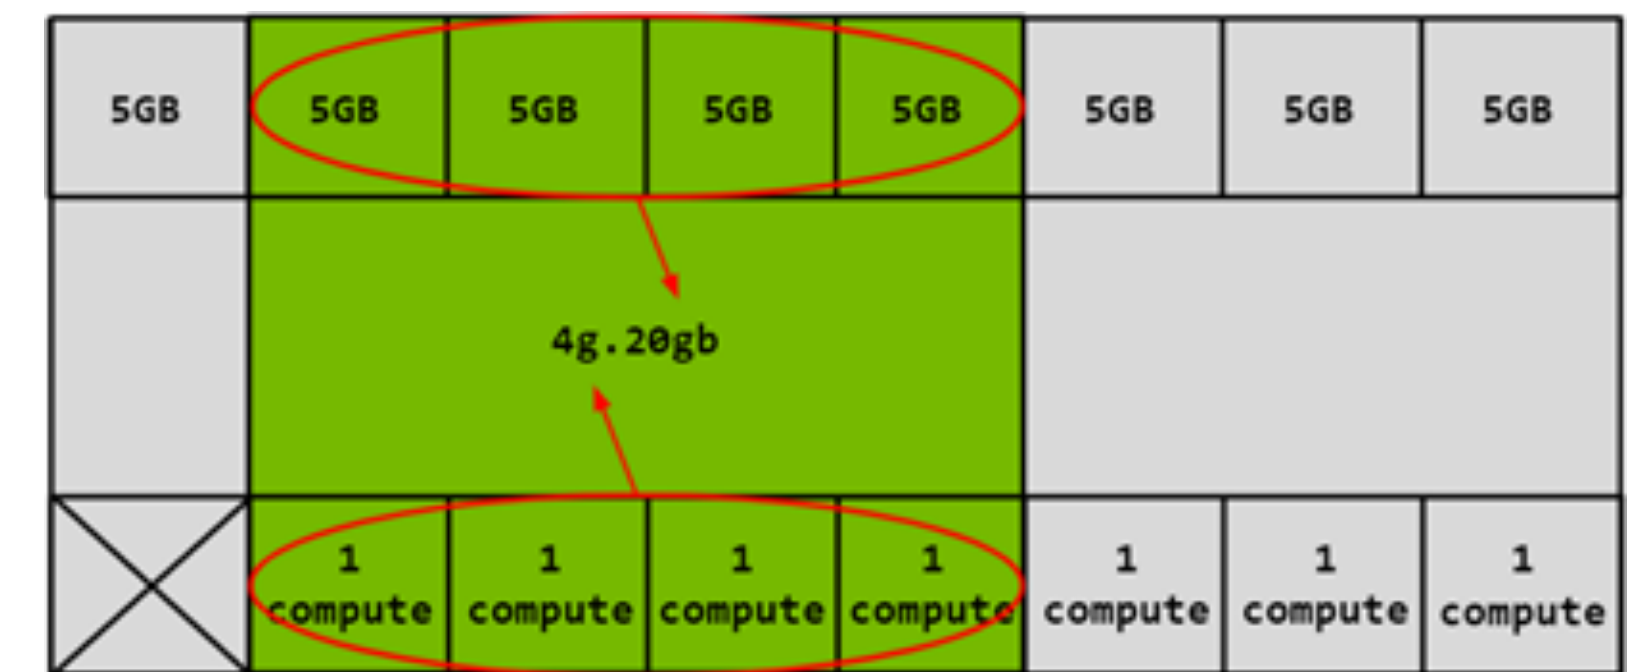 5GB 5GB 5GB 5GB 5GB 5GB 5GB 5GB
4g.20gb
1 1 1 1 1 1 1
compute compute compute compute compute compute compute